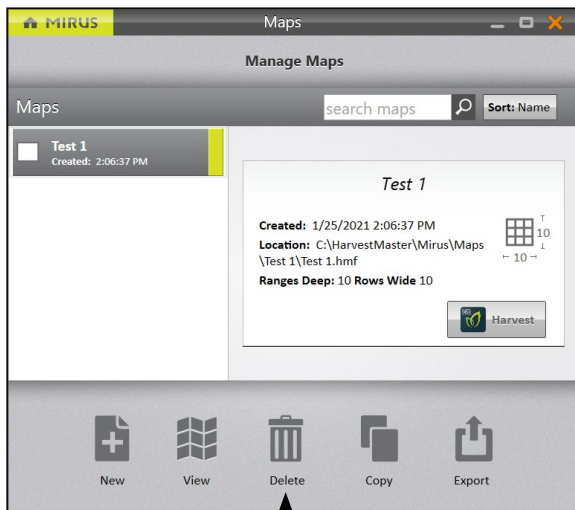 MIRUS
Maps
Manage Maps
Maps
search maps
Sort: Name
Test 1
Created: 2:06:37 PM
Test 1
Created: 1/25/2021 2:06:37 PM
Location: C:\HarvestMaster\Mirus\Maps
\Test 1\Test 1.hmf
Ranges Deep: 10 Rows Wide 10
10
10
Harvest
New
View
Delete
Copy
Export